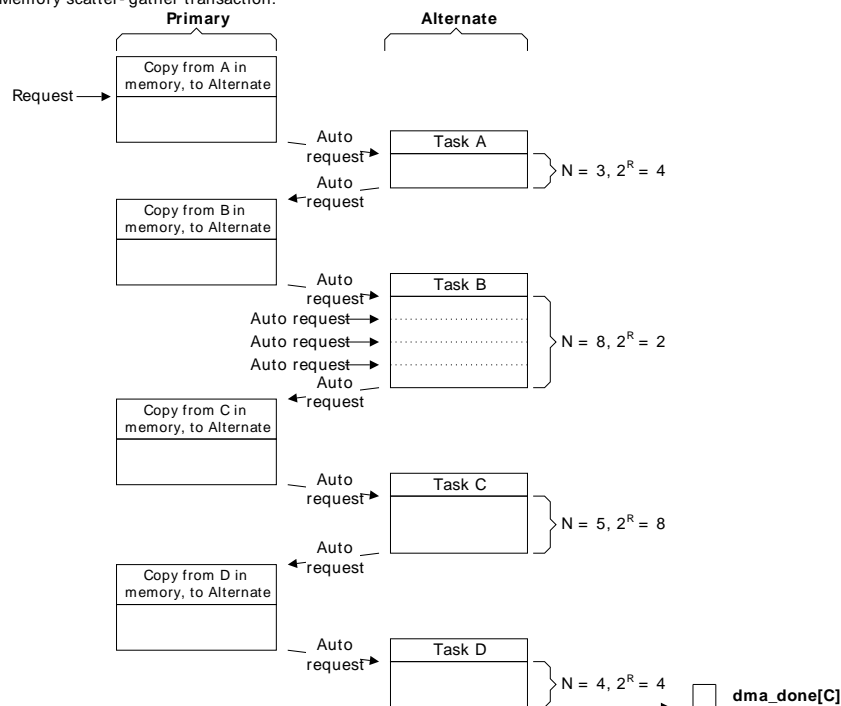 Memory scatter-gather transaction.
Primary
Alternate
Copy from A in
memory, to Alternate
Request
Auto
request
Task A
N = 3, 2^R = 4
Auto
request
Copy from B in
memory, to Alternate
Auto
request
Task B
Auto request
Auto request
Auto request
N = 8, 2^R = 2
Auto
request
Copy from C in
memory, to Alternate
Auto
request
Task C
N = 5, 2^R = 8
Auto
request
Copy from D in
memory, to Alternate
Auto
request
Task D
N = 4, 2^R = 4
dma_done[C]